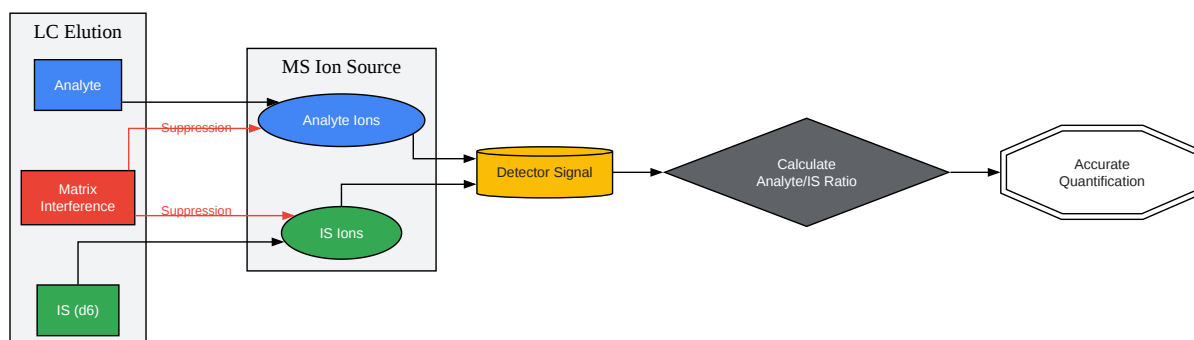 LC Elution
Analyte
Matrix
Interference
IS (d6)
Suppression
Suppression
MS Ion Source
Analyte Ions
IS Ions
Detector Signal
Calculate
Analyte/IS Ratio
Accurate
Quantification